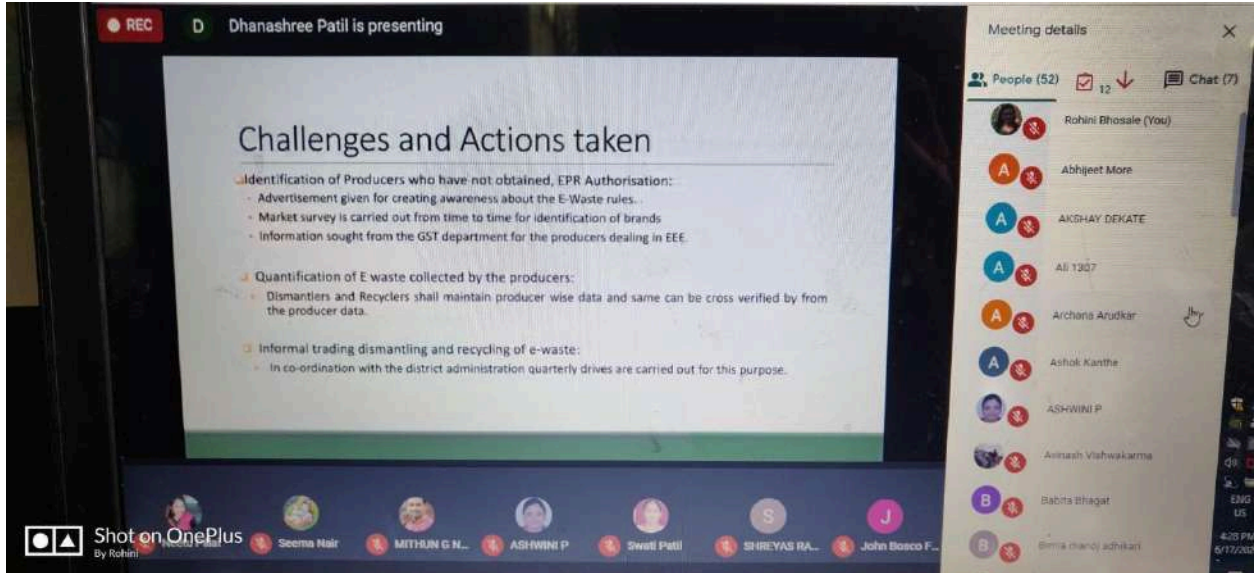 REC
D
Dhanashree Patil is presenting
Challenges and Actions taken
Identification of Producers who have not obtained, EPR Authorisation:
- Advertisement given for creating awareness about the E-Waste rules.
- Market survey is carried out from time to time for identification of brands
- Information sought from the GST department for the producers dealing in EEE.
Quantification of E waste collected by the producers:
Dismantlers and Recyclers shall maintain producer wise data and same can be cross verified by from
the producer data.
Informal trading dismantling and recycling of e-waste:
In co-ordination with the district administration quarterly drives are carried out for this purpose.
Seema Nair
MITHUN G N...
ASHWINI P
Swati Patil
S
SHREYAS RA...
J
John Bosco F...
Shot on OnePlus
By Rohini
Meeting details
People (52)
12
Chat (7)
Rohini Bhosale (You)
A
Abhijeet More
A
AKSHAY DEKATE
A
Ali 1307
A
Archana Arudkar
A
Ashok Kanthe
ASHWINI P
Avinash Vishwakarma
B
Babita Bhagat
B
adhikari
ENG
US
4:28 PM
6/17/202